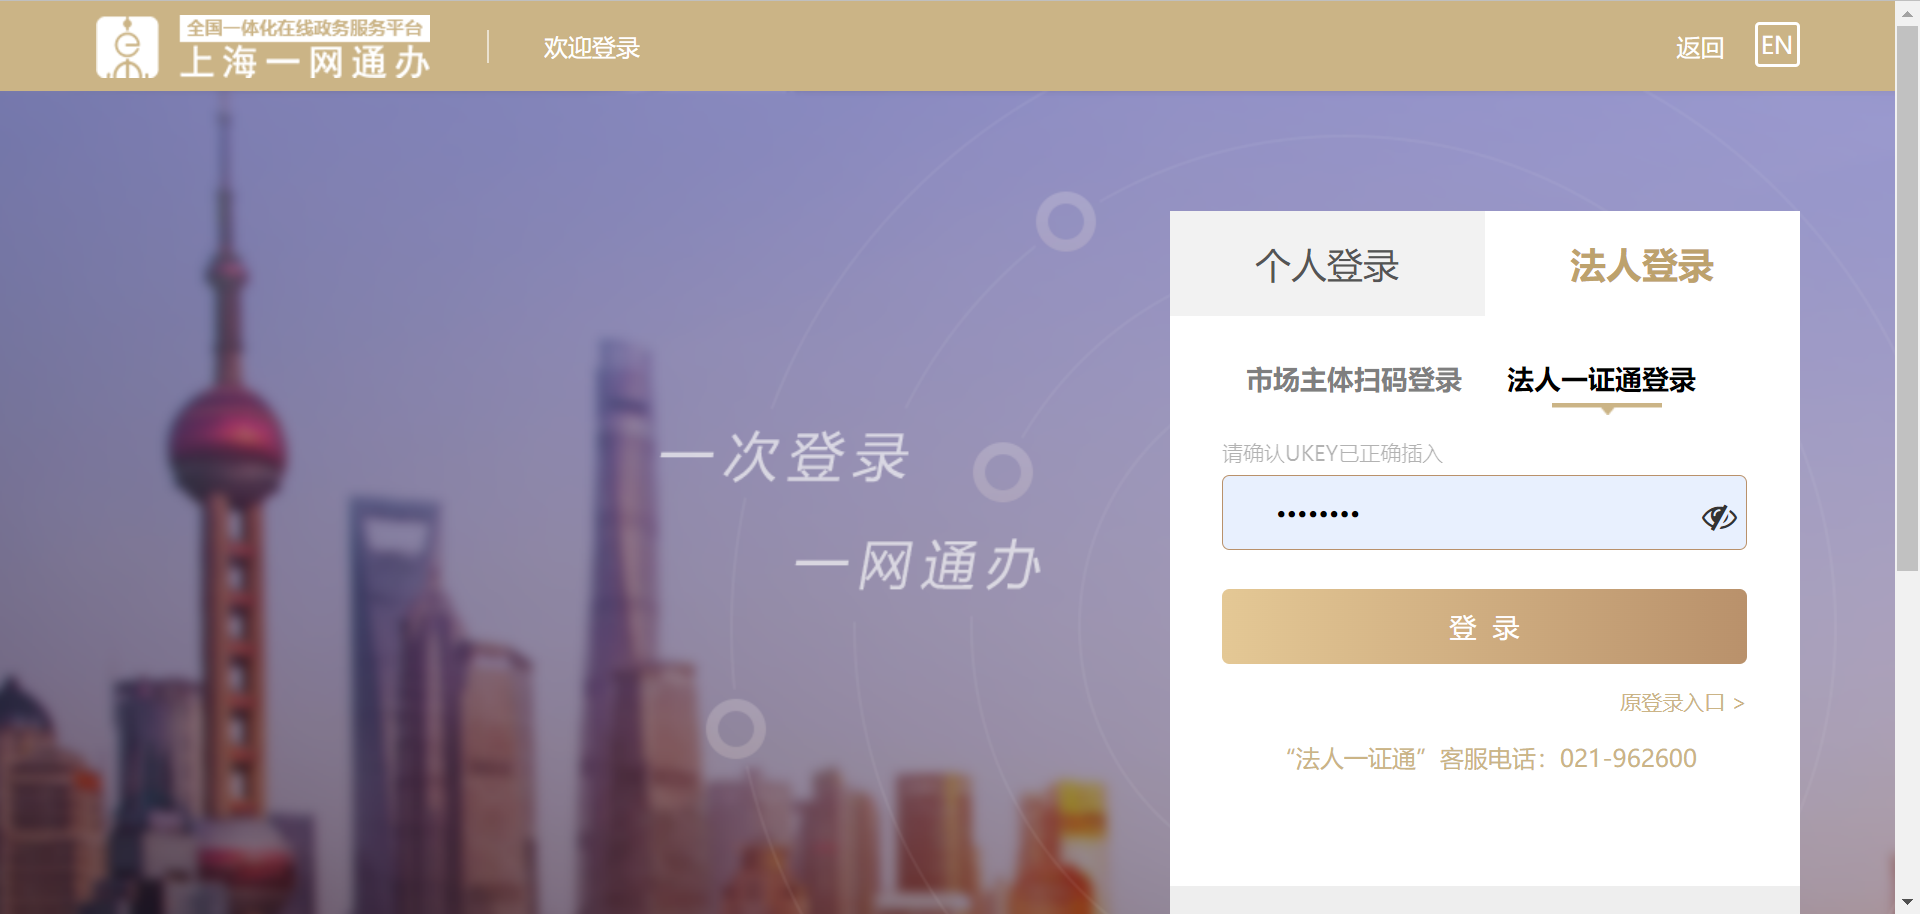 全国一体化在线政务服务平台
上海一网通办
欢迎登录
返回
EN
个人登录
法人登录
市场主体扫码登录
法人一证通登录
请确认UKEY已正确插入
••••••••
登 录
原登录入口 >
“法人一证通”客服电话：021-962600
一次登录
一网通办